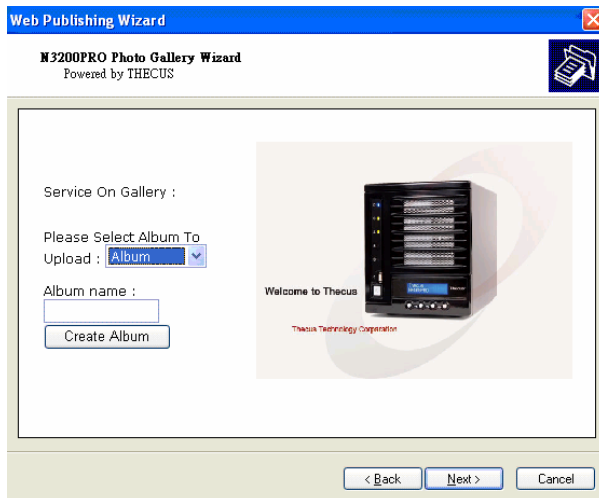 Web Publishing Wizard
N3200PRO Photo Gallery Wizard
Powered by THECUS
Service On Gallery :
Please Select Album To
Upload : Album
Album name :
Create Album
Welcome to Thecus
Thecus Technology Corporation
< Back
Next >
Cancel